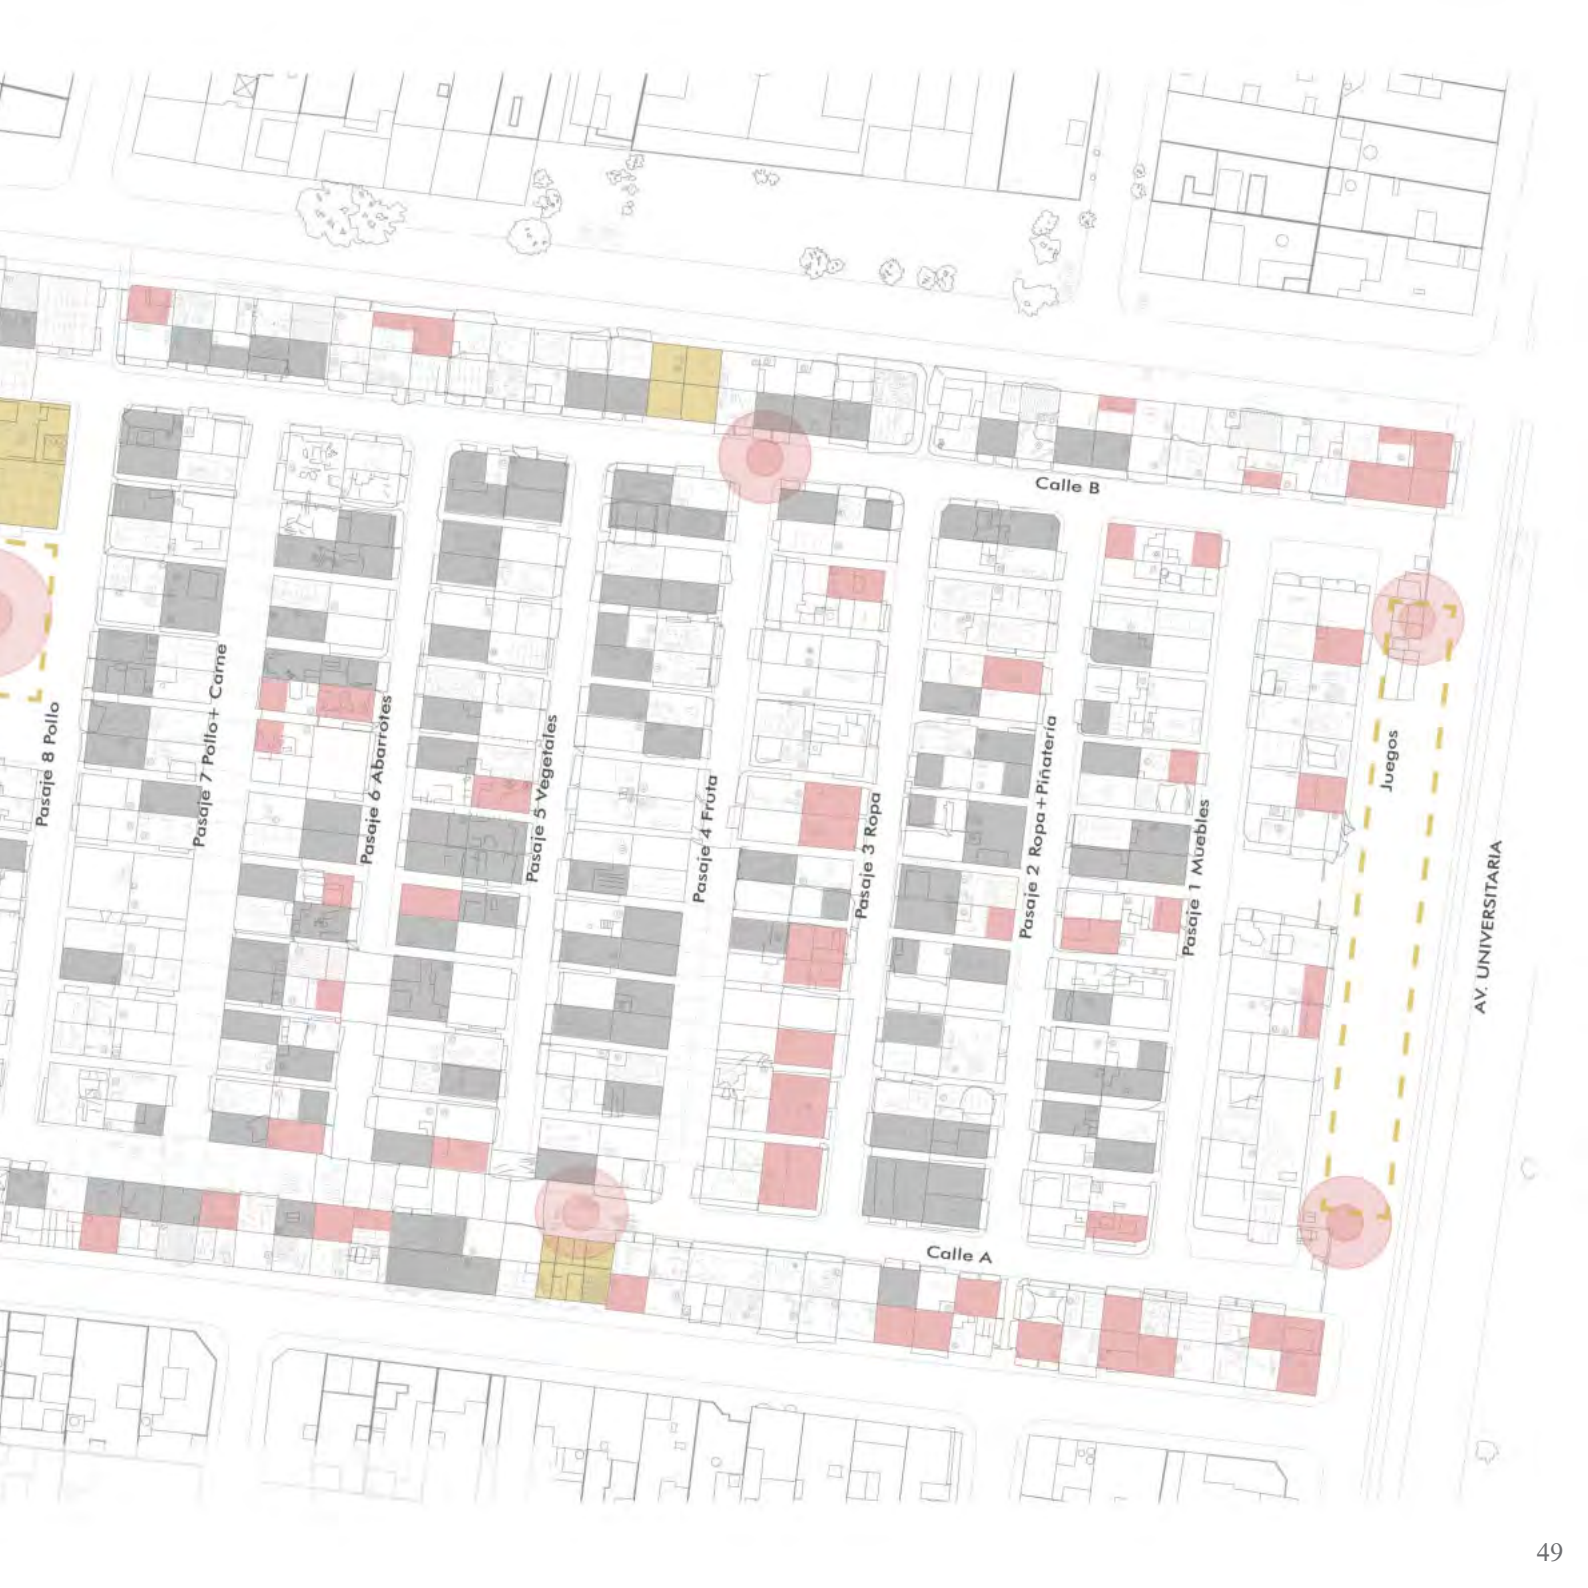 Calle B
Pasaje 8 Pollo
Pasaje 7 Pollo+ Carne
Pasaje 6 Abarrotes
Pasaje 5 Vegetales
Pasaje 4 Fruta
Pasaje 3 Ropa
Pasaje 2 Ropa+Piñatería
Pasaje 1 Muebles
Juegos
AV. UNIVERSITARIA
Calle A
49